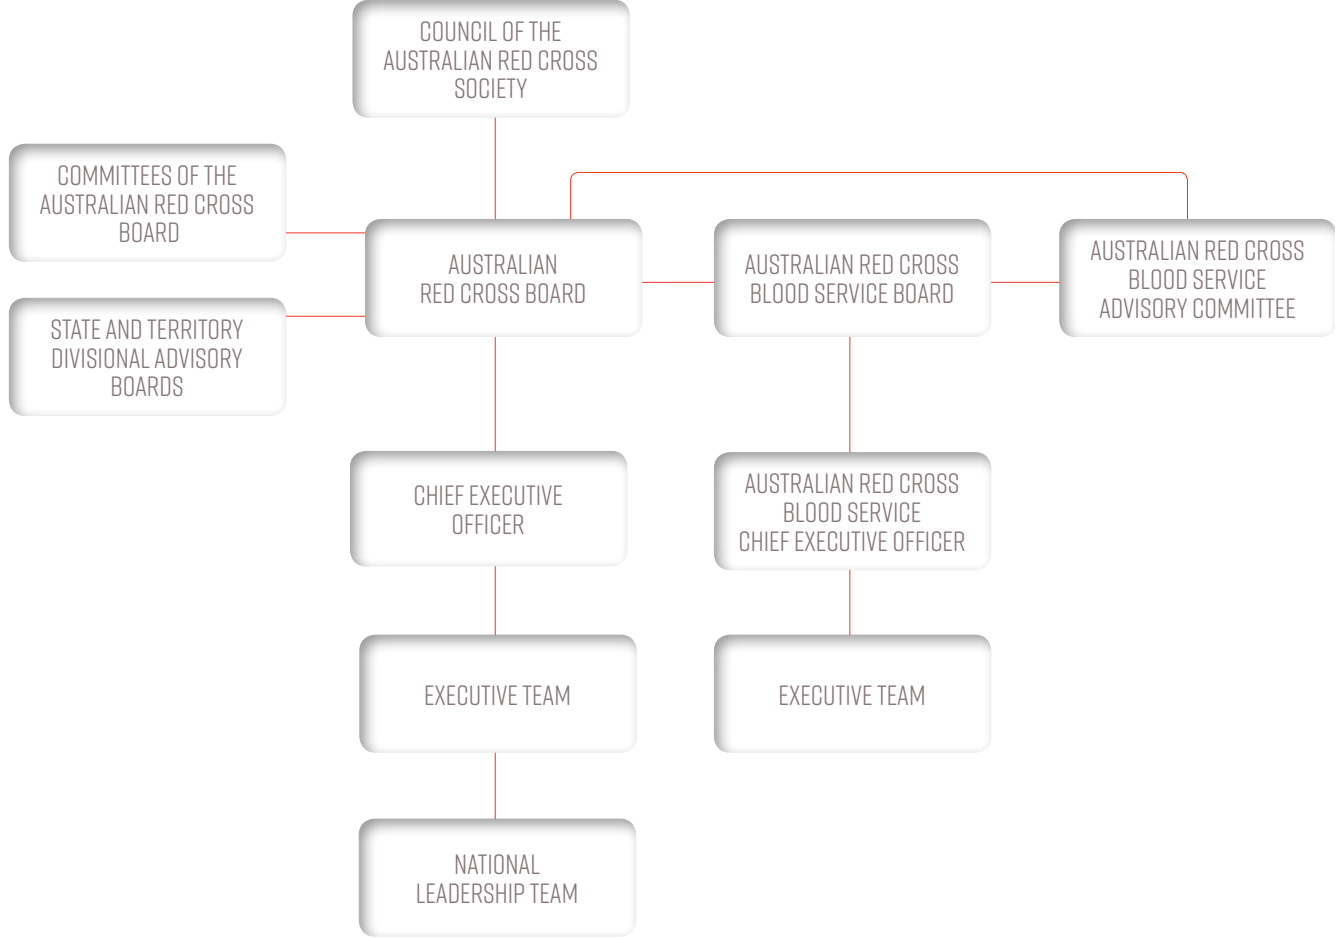 COUNCIL OF THE
AUSTRALIAN RED CROSS
SOCIETY
COMMITTEES OF THE
AUSTRALIAN RED CROSS
BOARD
STATE AND TERRITORY
DIVISIONAL ADVISORY
BOARDS
AUSTRALIAN
RED CROSS BOARD
AUSTRALIAN RED CROSS
BLOOD SERVICE BOARD
AUSTRALIAN RED CROSS
BLOOD SERVICE
ADVISORY COMMITTEE
CHIEF EXECUTIVE
OFFICER
AUSTRALIAN RED CROSS
BLOOD SERVICE
CHIEF EXECUTIVE OFFICER
EXECUTIVE TEAM
EXECUTIVE TEAM
NATIONAL
LEADERSHIP TEAM